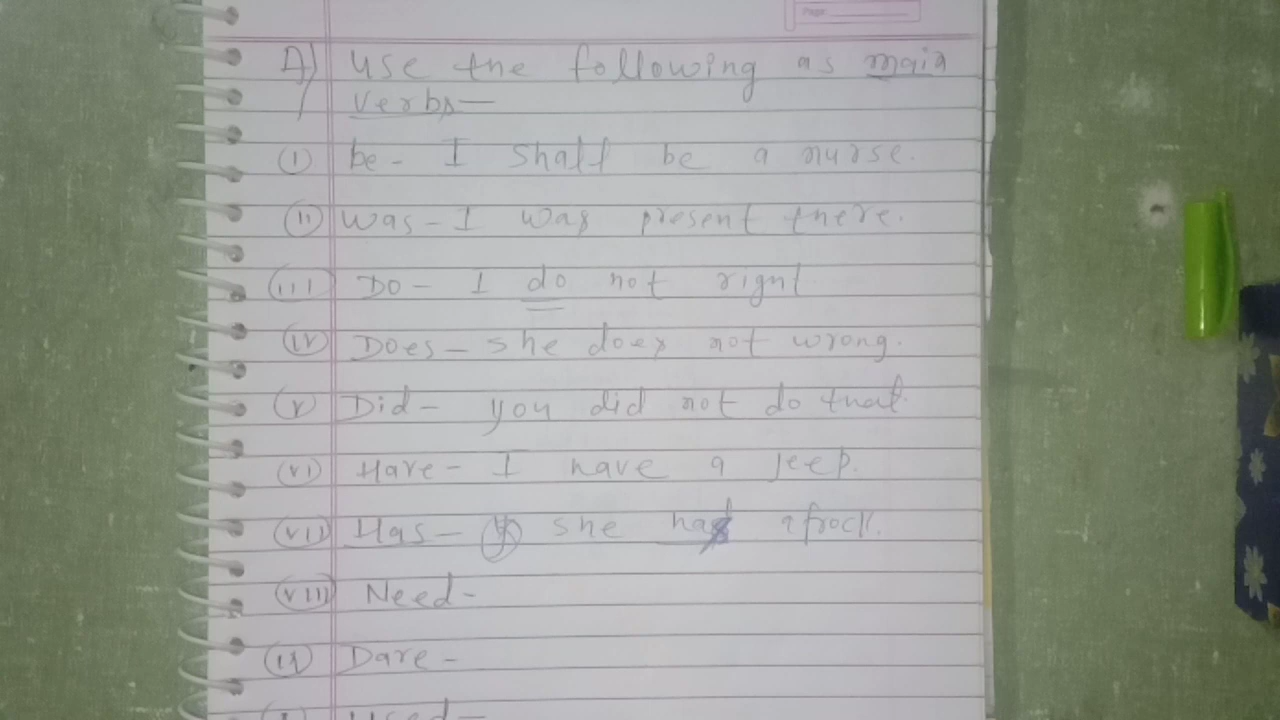 Page:
A) Use the following as main
verbs—
(i) be- I shall be a nurse.
(ii) Was - I was present there.
(iii) Do - I do not right
(iv) Does - she does not wrong.
(v) Did - you did not do that.
(vi) Have - I have a jeep.
(vii) Has - she has a frock.
(viii) Need -
(ix) Dare -
(x) Used -